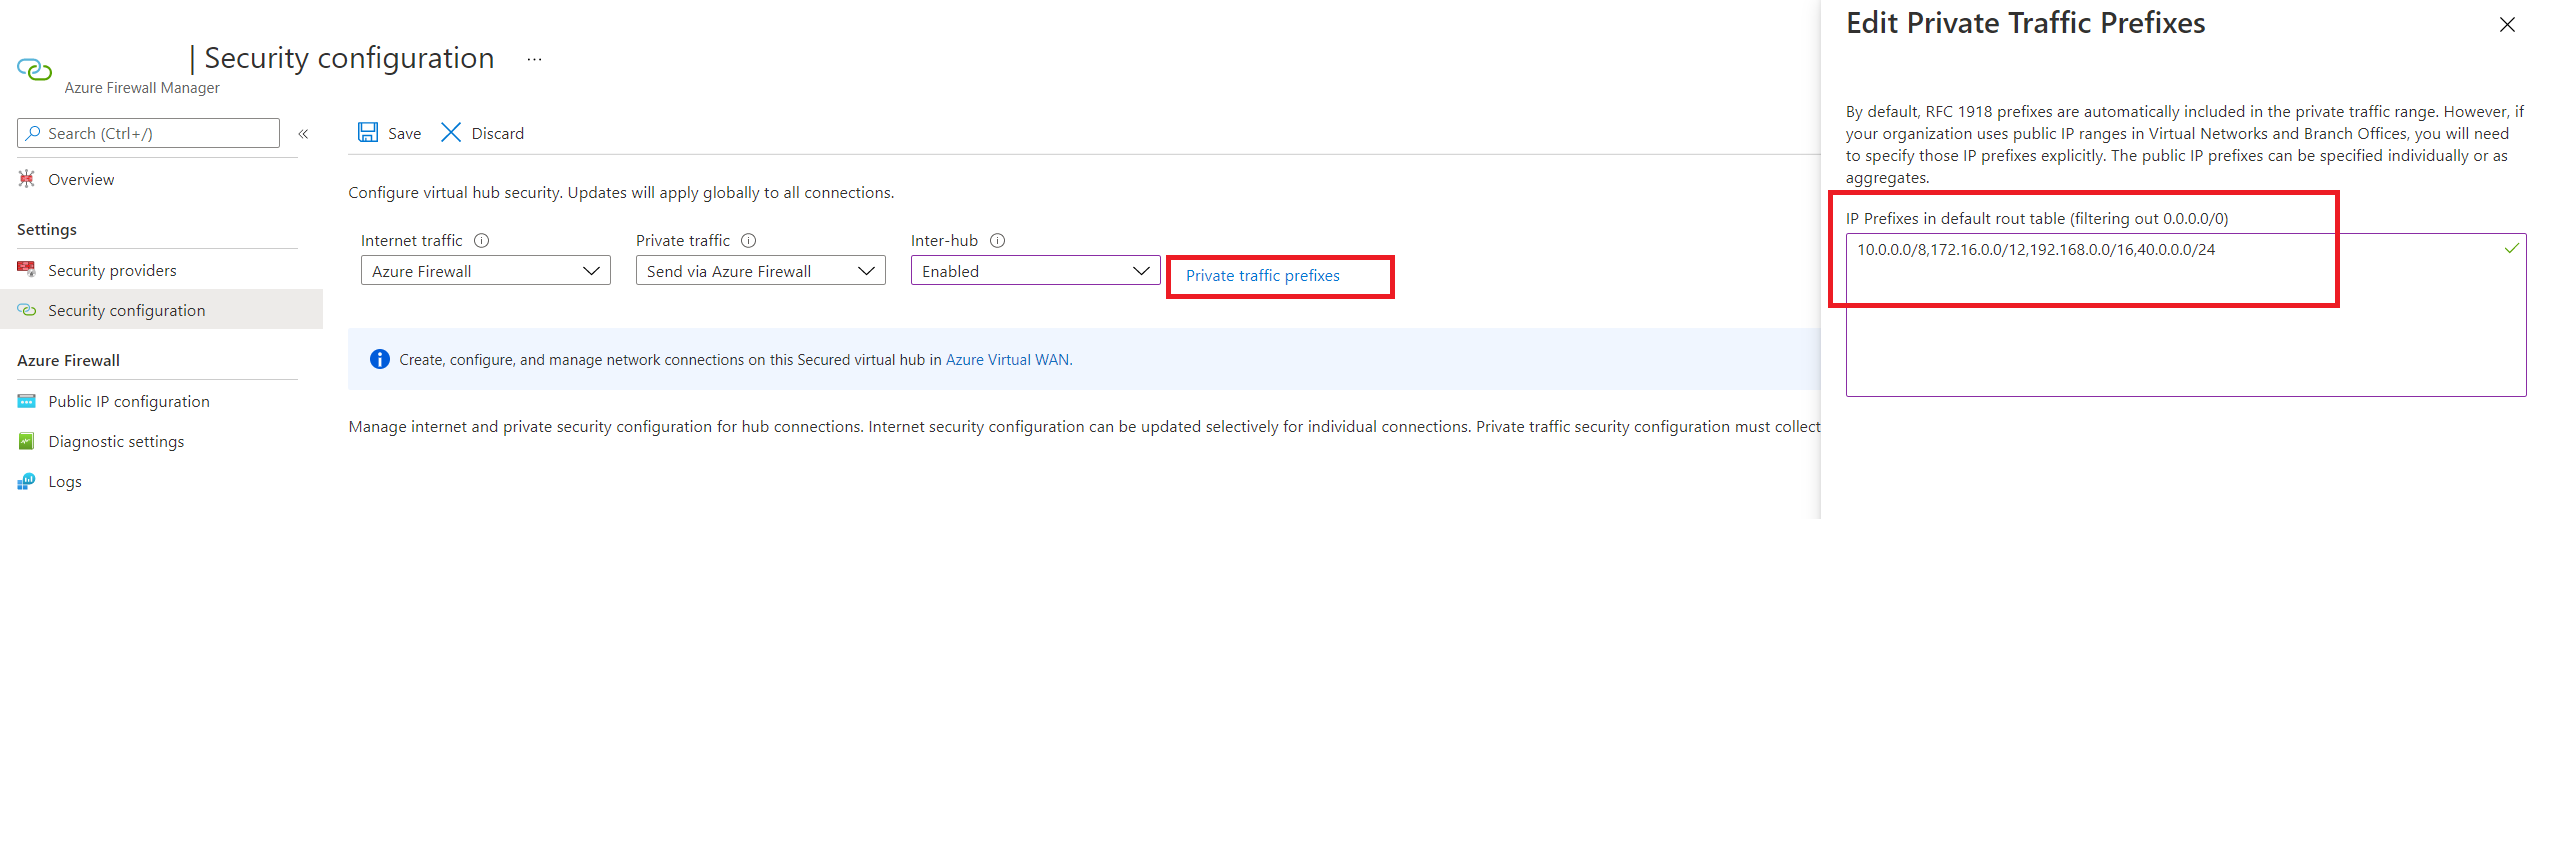 | Security configuration ...
Azure Firewall Manager
Search (Ctrl+/)
«
Overview
Settings
Security providers
Security configuration
Azure Firewall
Public IP configuration
Diagnostic settings
Logs
Save
Discard
Configure virtual hub security. Updates will apply globally to all connections.
Internet traffic
Private traffic
Inter-hub
Azure Firewall
Send via Azure Firewall
Enabled
Private traffic prefixes
Create, configure, and manage network connections on this Secured virtual hub in Azure Virtual WAN.
Manage internet and private security configuration for hub connections. Internet security configuration can be updated selectively for individual connections. Private traffic security configuration must collect
Edit Private Traffic Prefixes
By default, RFC 1918 prefixes are automatically included in the private traffic range. However, if
your organization uses public IP ranges in Virtual Networks and Branch Offices, you will need
to specify those IP prefixes explicitly. The public IP prefixes can be specified individually or as
aggregates.
IP Prefixes in default rout table (filtering out 0.0.0.0/0)
10.0.0.0/8,172.16.0.0/12,192.168.0.0/16,40.0.0.0/24